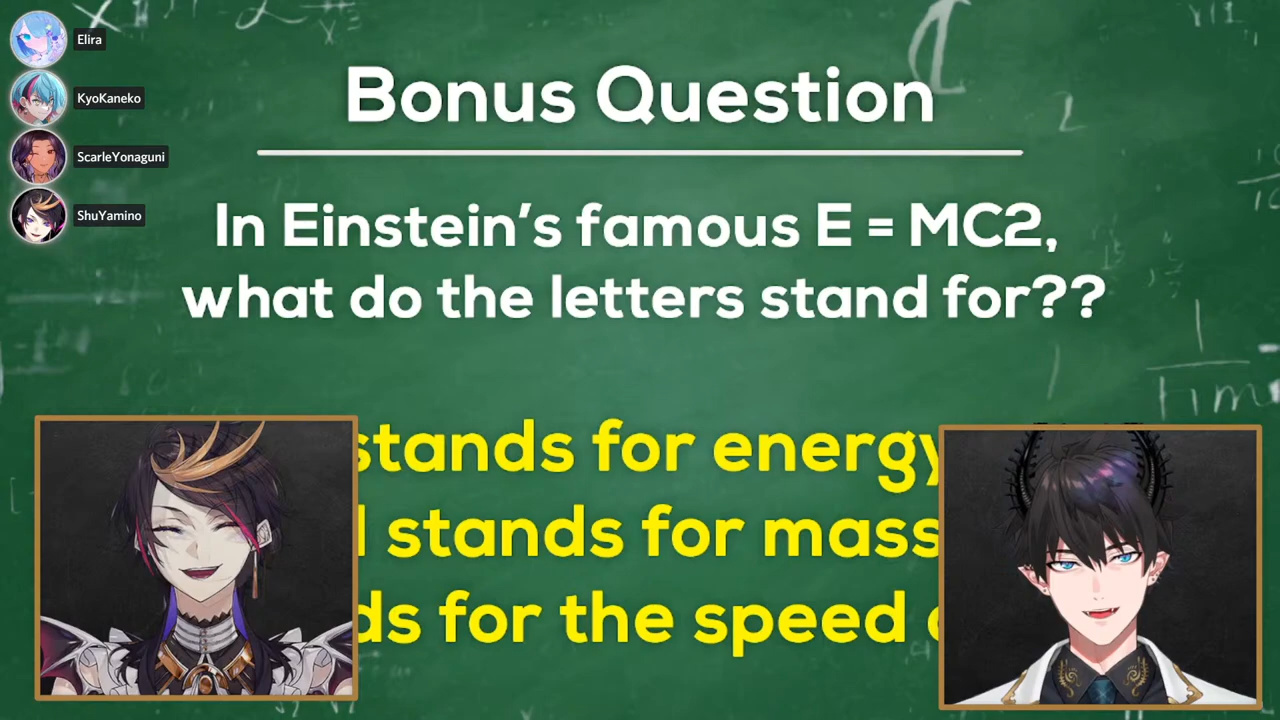 Elira
KyoKaneko
ScarleYonaguni
ShuYamino
Bonus Question
In Einstein’s famous E = MC2,
what do the letters stand for??
stands for energy
stands for mass
for the speed